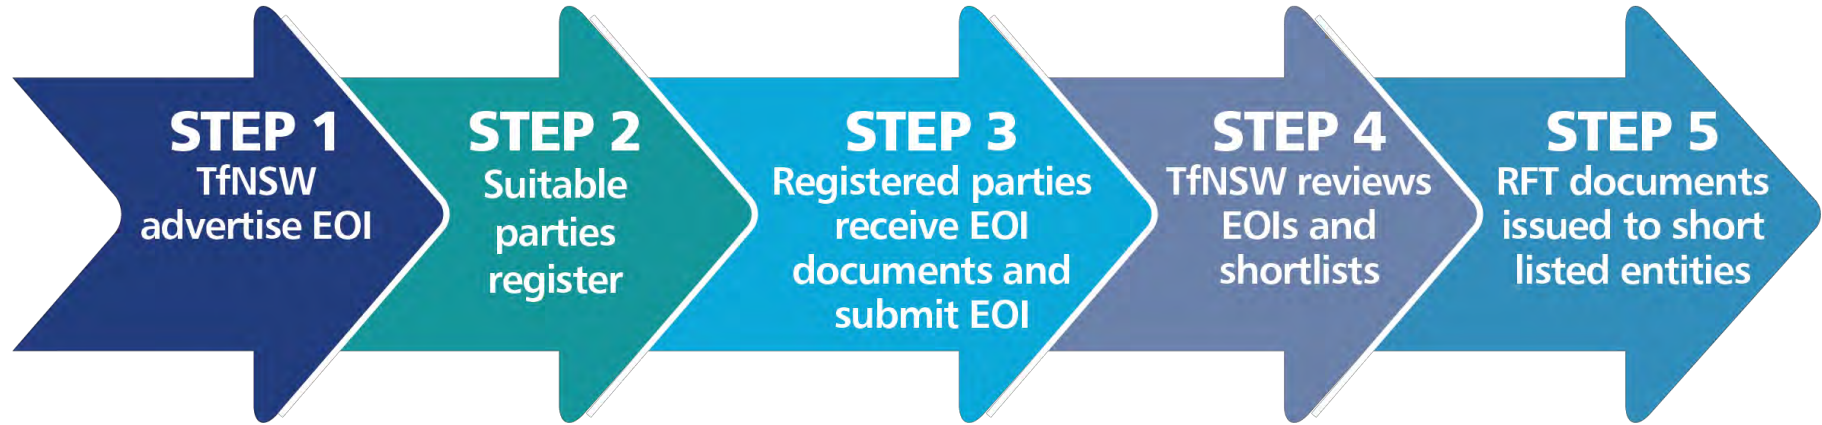 STEP 1
TfNSW
advertise EOI
STEP 2
Suitable
parties
register
STEP 3
Registered parties
receive EOI
documents and
submit EOI
STEP 4
TfNSW reviews
EOIs and
shortlists
STEP 5
RFT documents
issued to short
listed entities